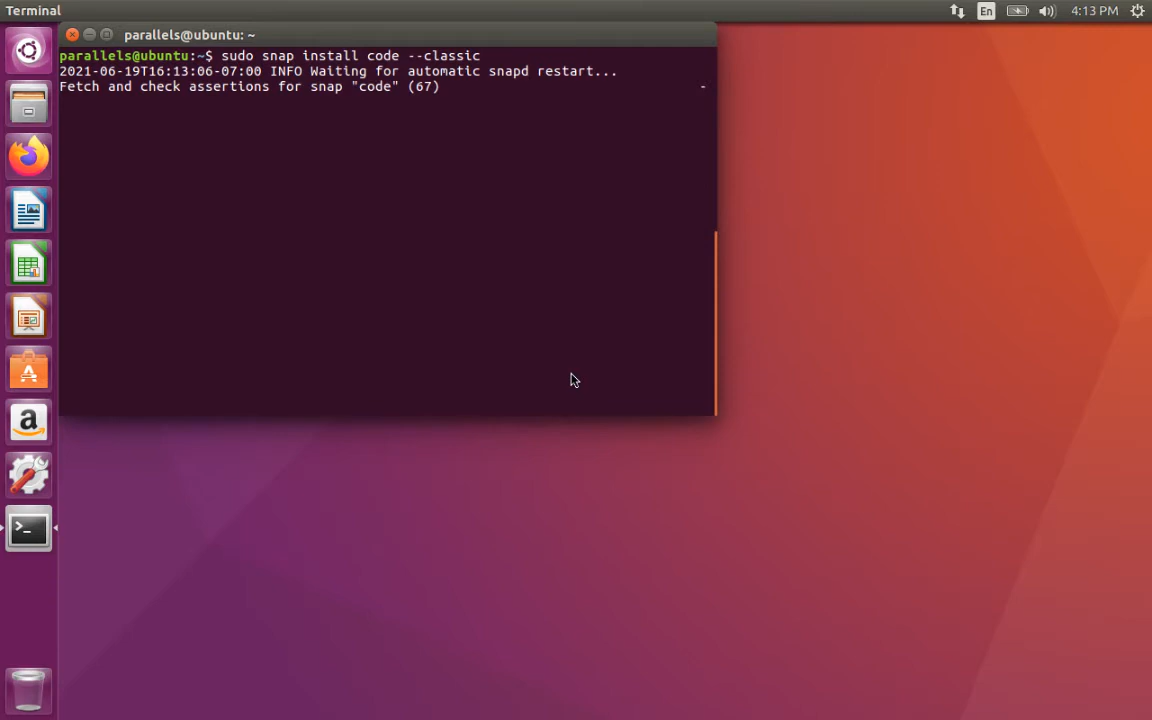 Terminal
En
4:13 PM
parallels@ubuntu: ~
parallels@ubuntu:~$ sudo snap install code --classic
2021-06-19T16:13:06-07:00 INFO Waiting for automatic snapd restart...
Fetch and check assertions for snap "code" (67) -